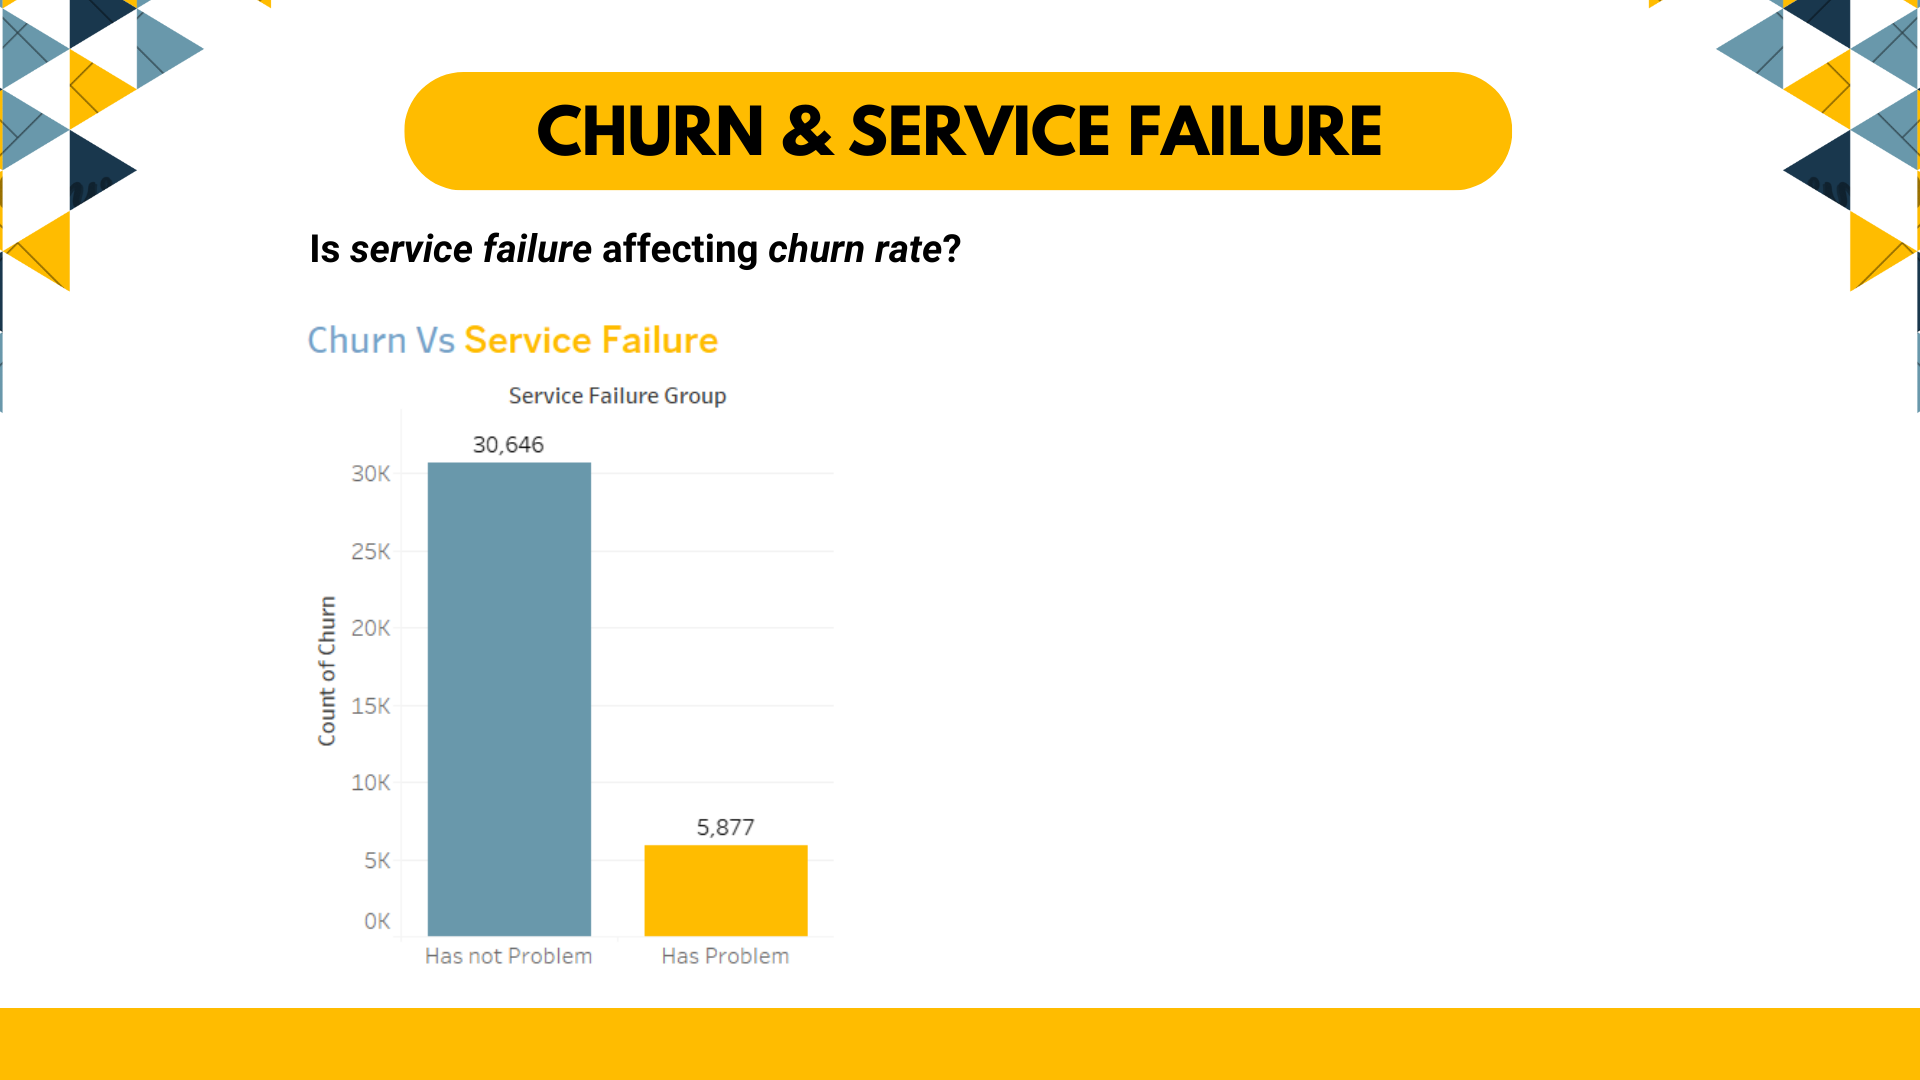 CHURN & SERVICE FAILURE
Is service failure affecting churn rate?
Churn Vs Service Failure
Service Failure Group
30,646
30K
25K
20K
15K
10K
5,877
5K
0K
Count of Churn
Has not Problem
Has Problem